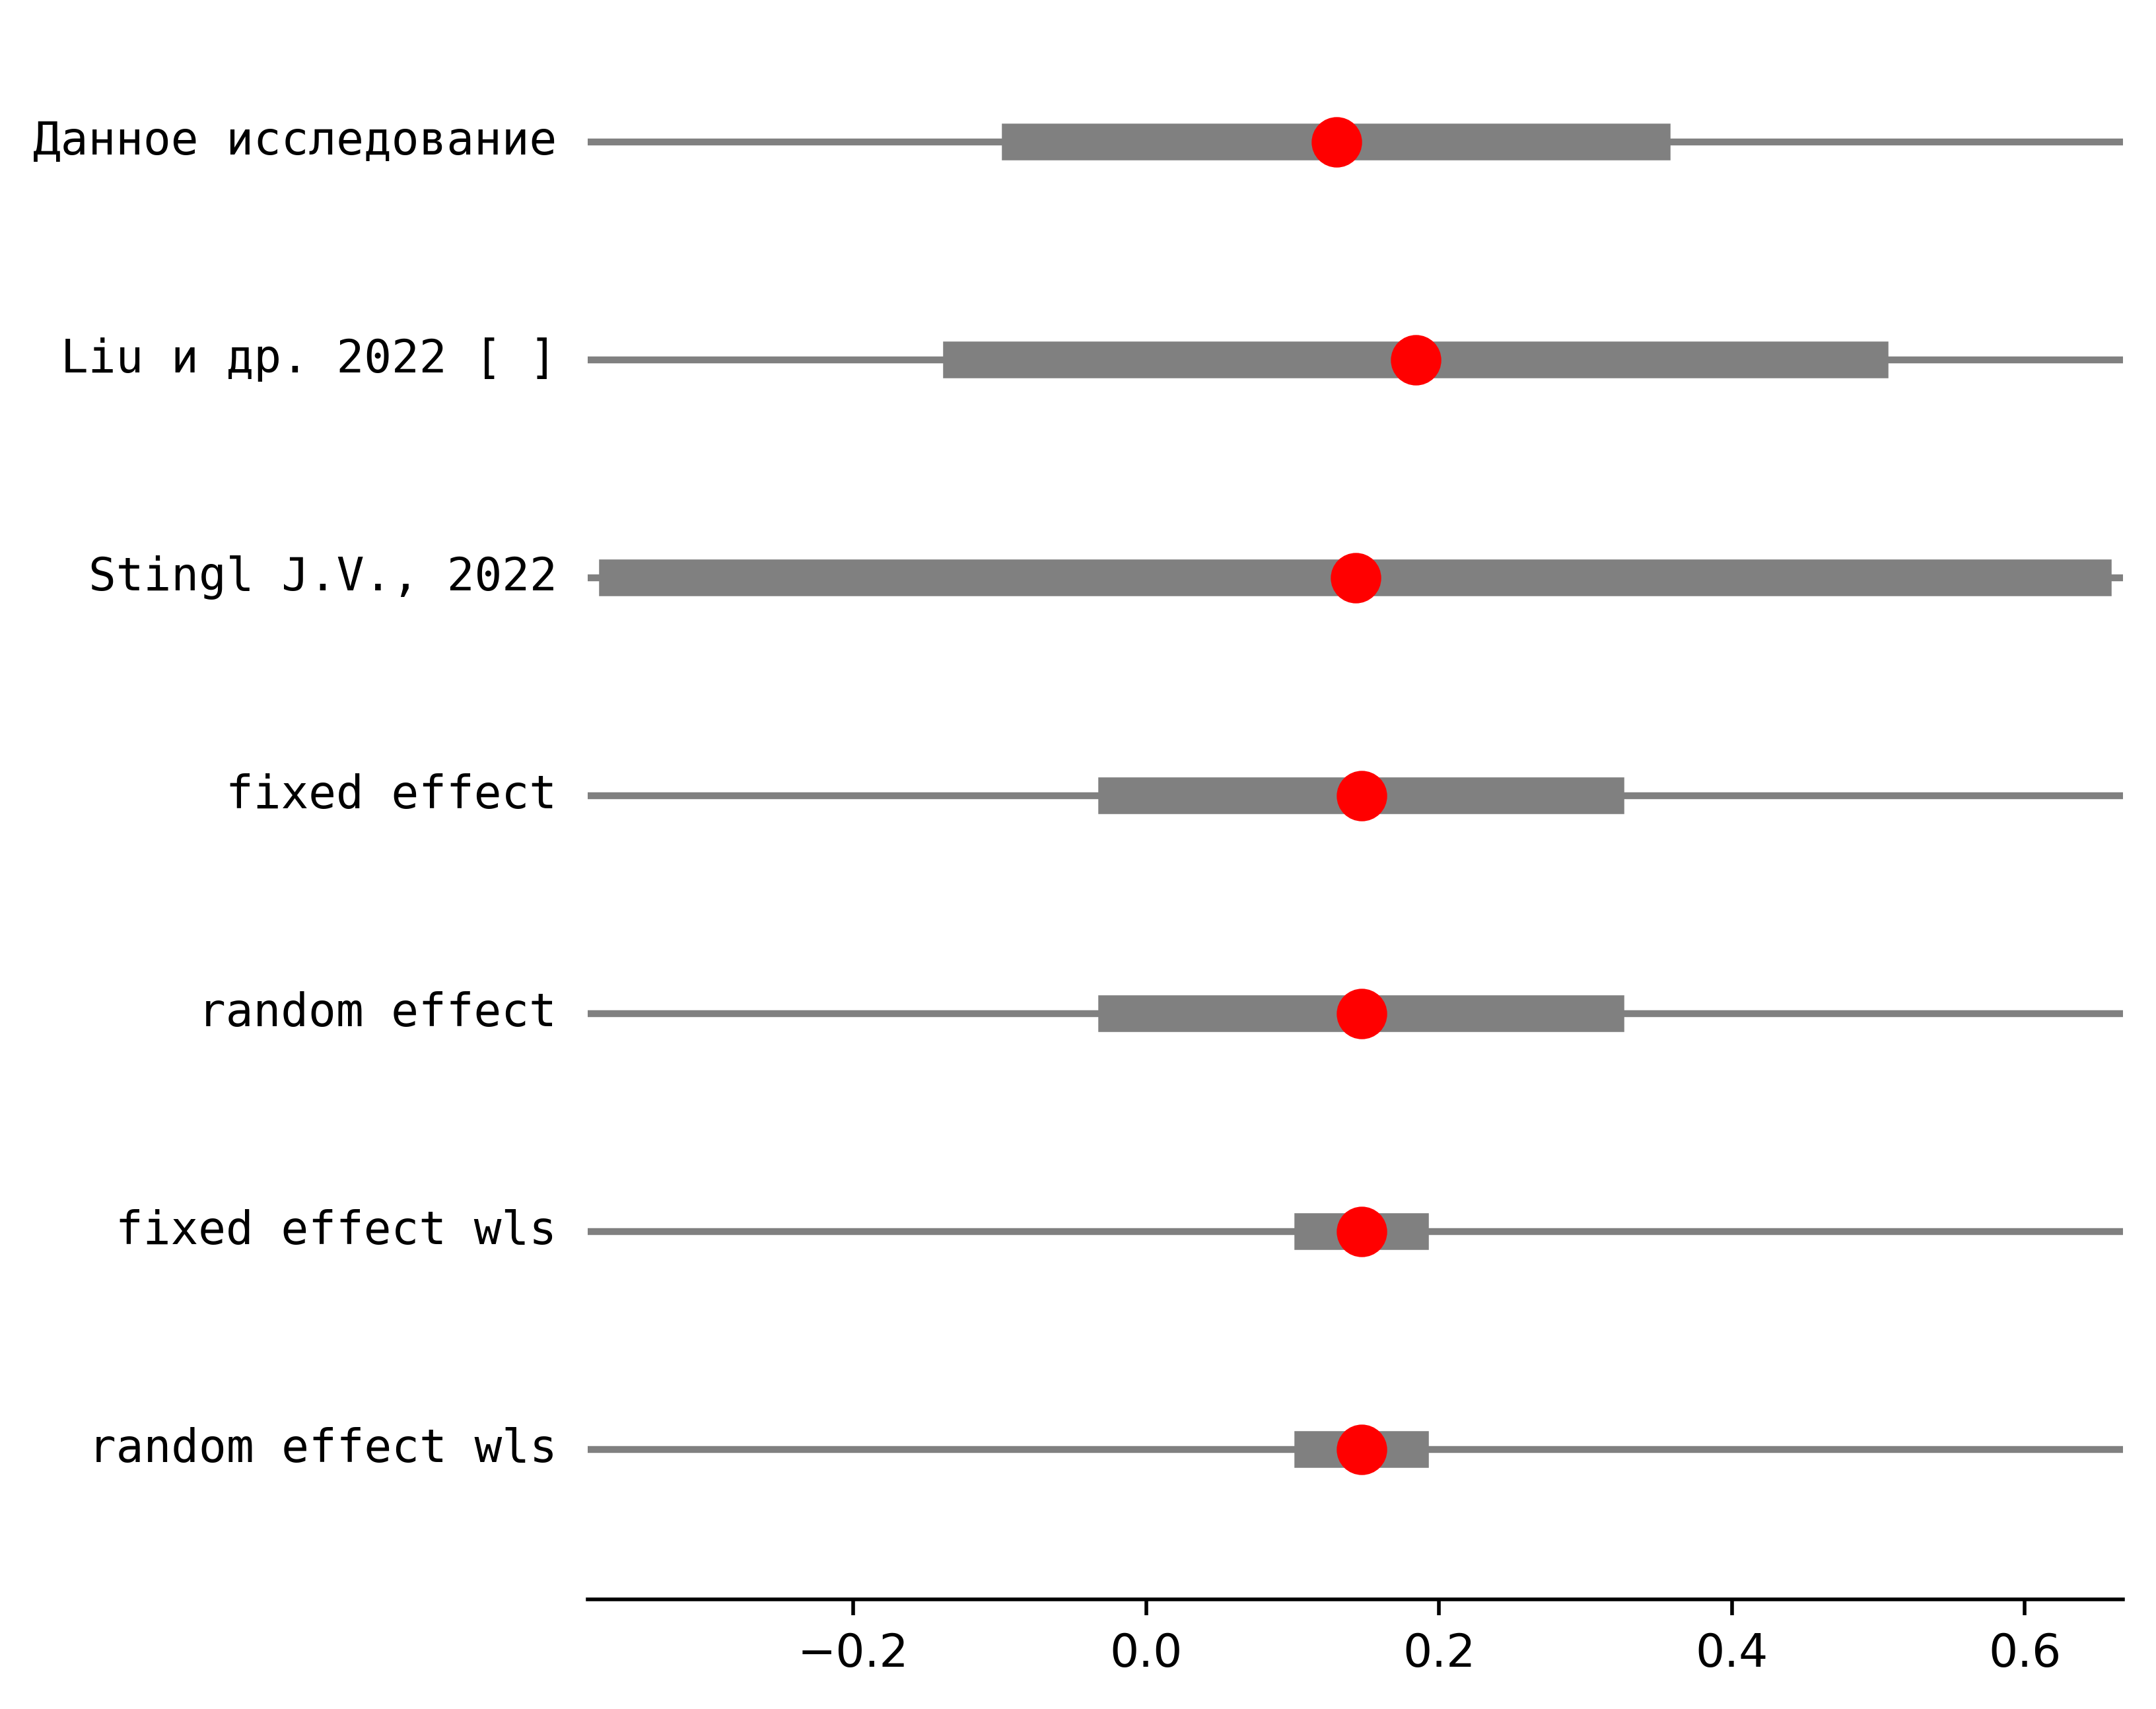 Данное исследование
Liu и др. 2022 [ ]
Stingl J.V., 2022
fixed effect
random effect
fixed effect wls
random effect wls
−0.2 0.0 0.2 0.4 0.6